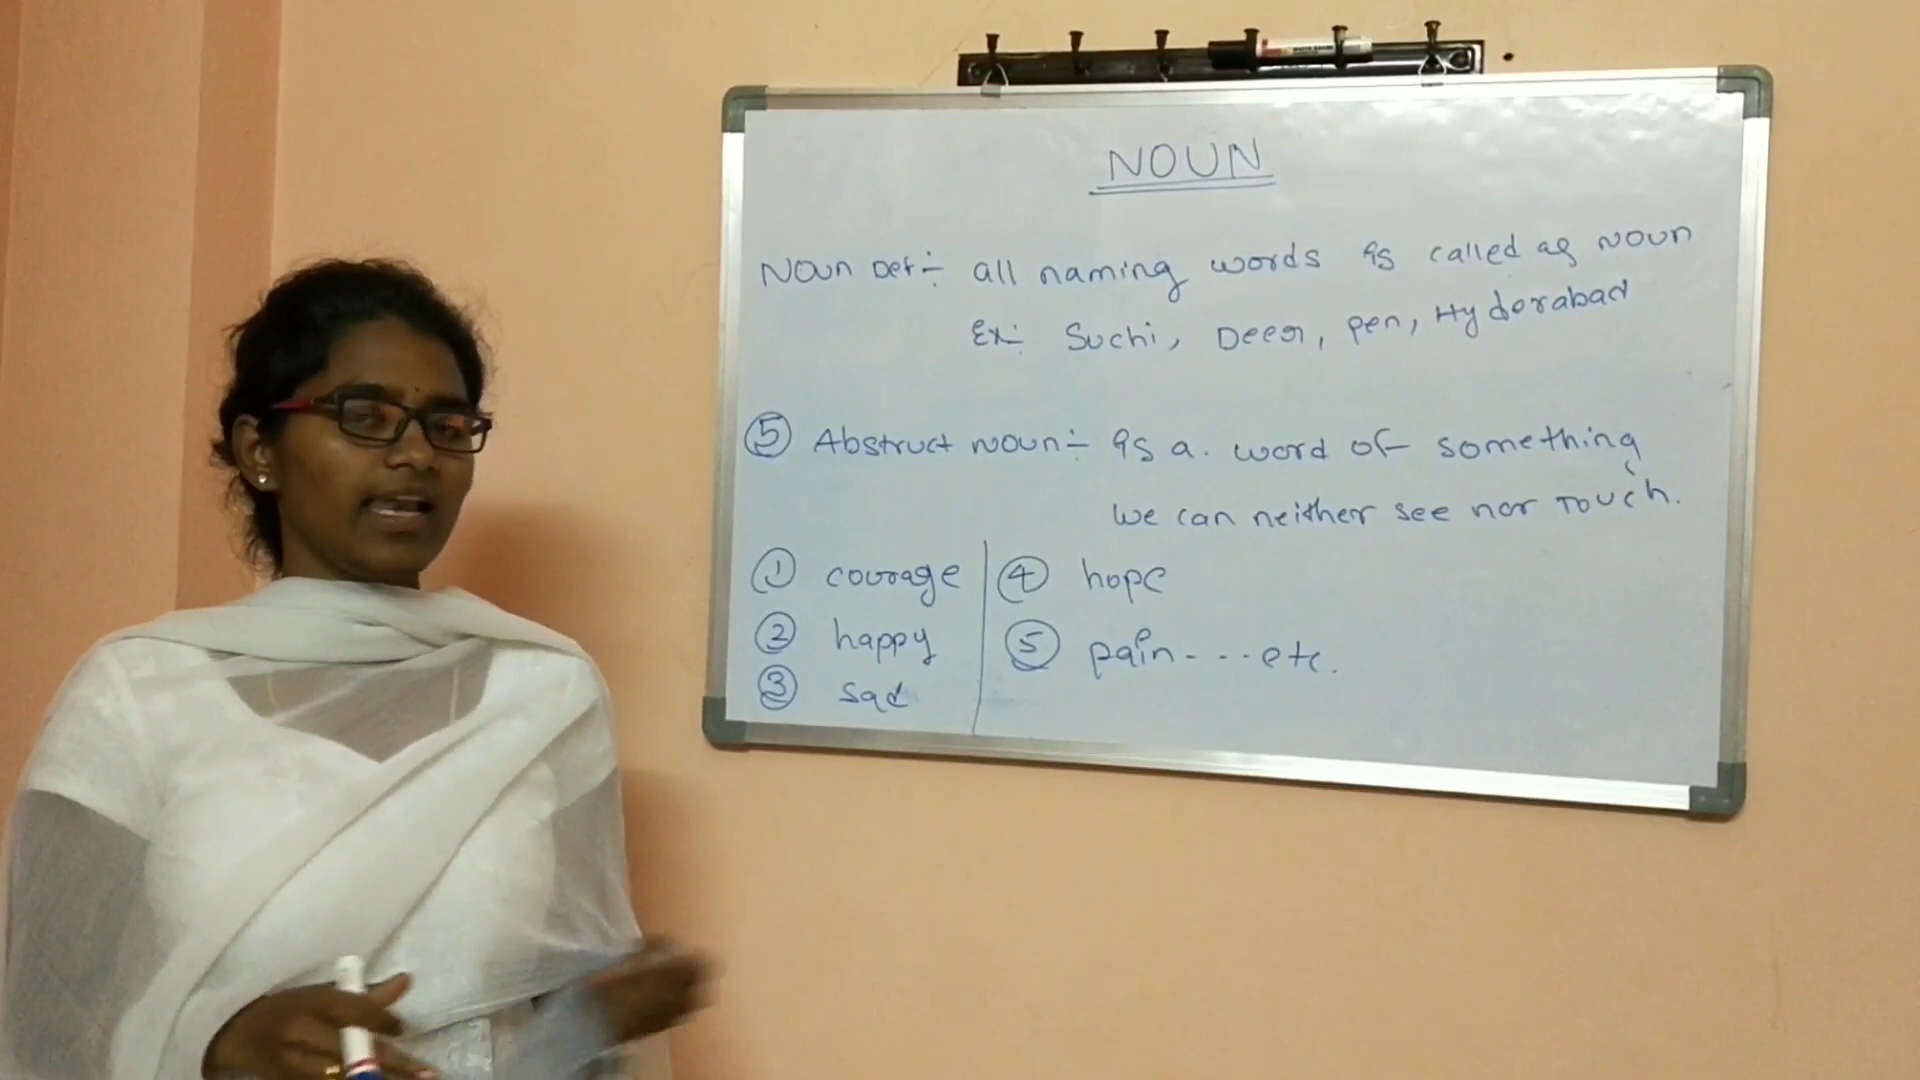 NOUN
Noun Def:- all naming words is called as Noun
Ex:- Suchi, Deer, pen, Hyderabad
⑤ Abstruct noun:- is a. word of something
we can neither see nor Touch.
① courage
② happy
③ sad
④ hope
⑤ pain- - - etc.